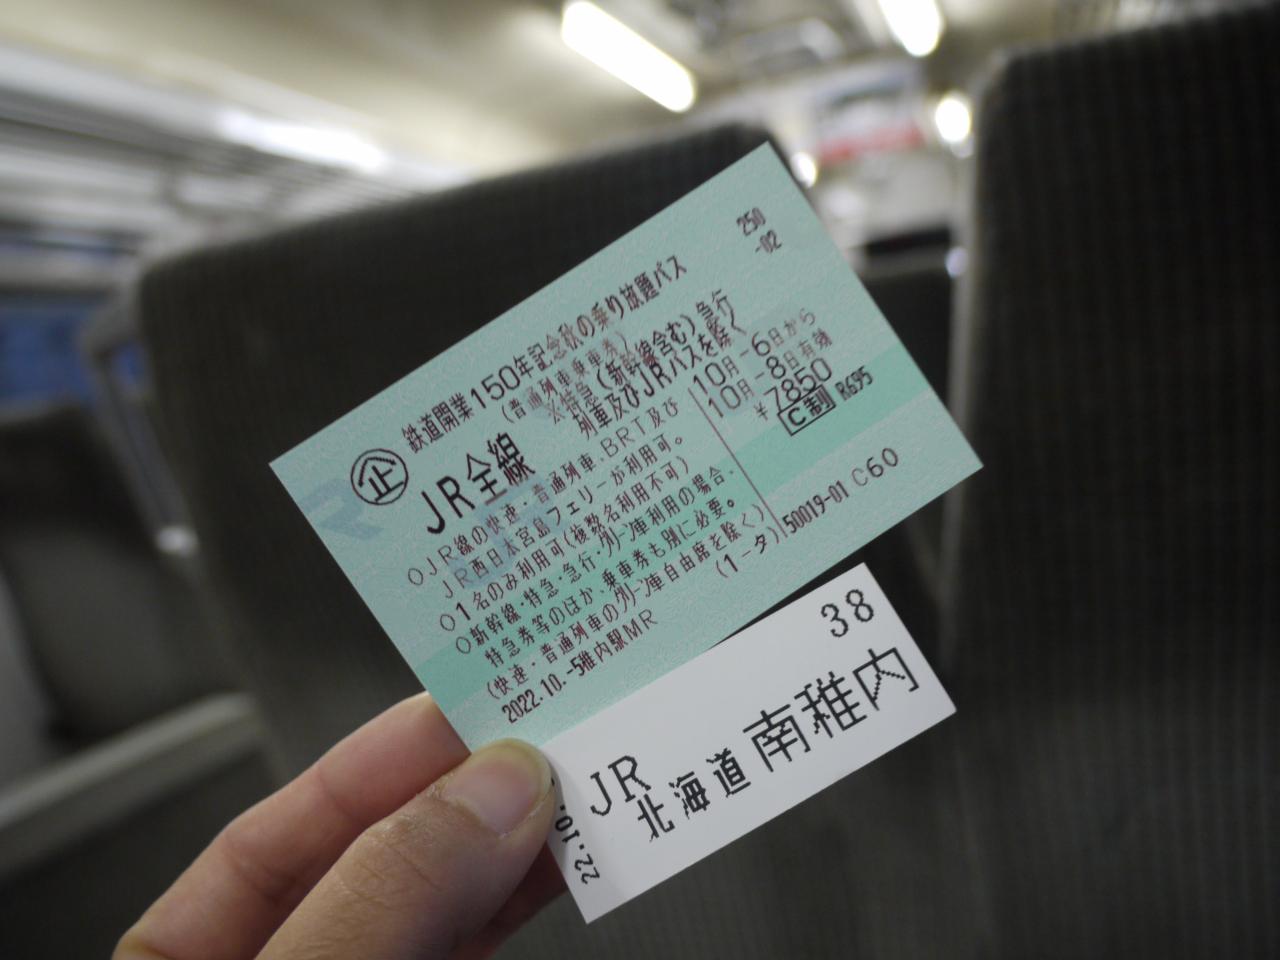 250
-02
企 鉄道開業150年記念秋の乗り放題パス
(普通列車乗車券)
※特急(新幹線含む)急行
列車及びJRバスを除く
JR全線
10月-6日から
10月-8日有効
¥7850
C制 R695
○JR線の快速・普通列車、BRT及び
JR西日本宮島フェリーが利用可。
○1名のみ利用可(複数名利用不可)
○新幹線・特急・急行・グリーン車利用の場合、
特急券等のほか、乗車券も別に必要。
(快速・普通列車のグリーン車自由席を除く)
(1-タ)
2022.10.-5稚内駅MR
50019-01 C60
38
JR
北海道 南稚内
22.10.